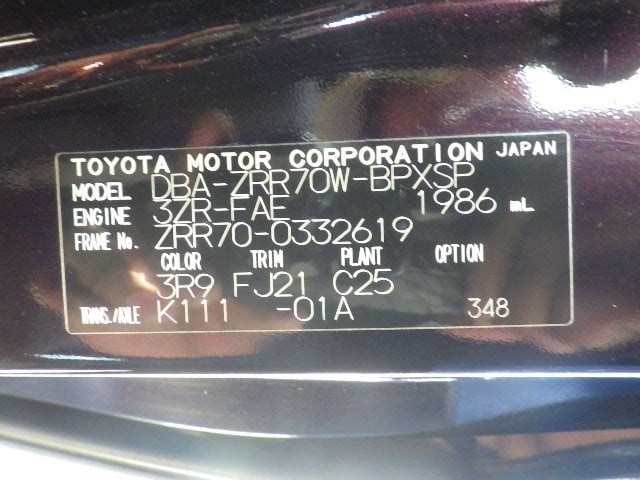 TOYOTA MOTOR CORPORATION JAPAN
MODEL DBA-ZRR70W-BPXSP
ENGINE 3ZR-FAE 1986 mL
FRAME No. ZRR70-0332619
COLOR TRIM PLANT OPTION
3R9 FJ21 C25
TRANS./AXLE K111 -01A 348